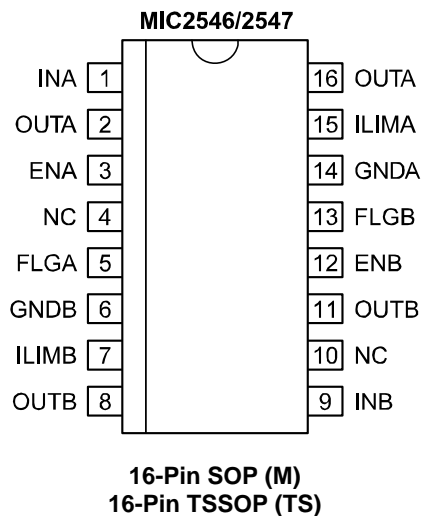 MIC2546/2547
INA 1 16 OUTA
OUTA 2 15 ILIMA
ENA 3 14 GNDA
NC 4 13 FLGB
FLGA 5 12 ENB
GNDB 6 11 OUTB
ILIMB 7 10 NC
OUTB 8 9 INB
16-Pin SOP (M)
16-Pin TSSOP (TS)